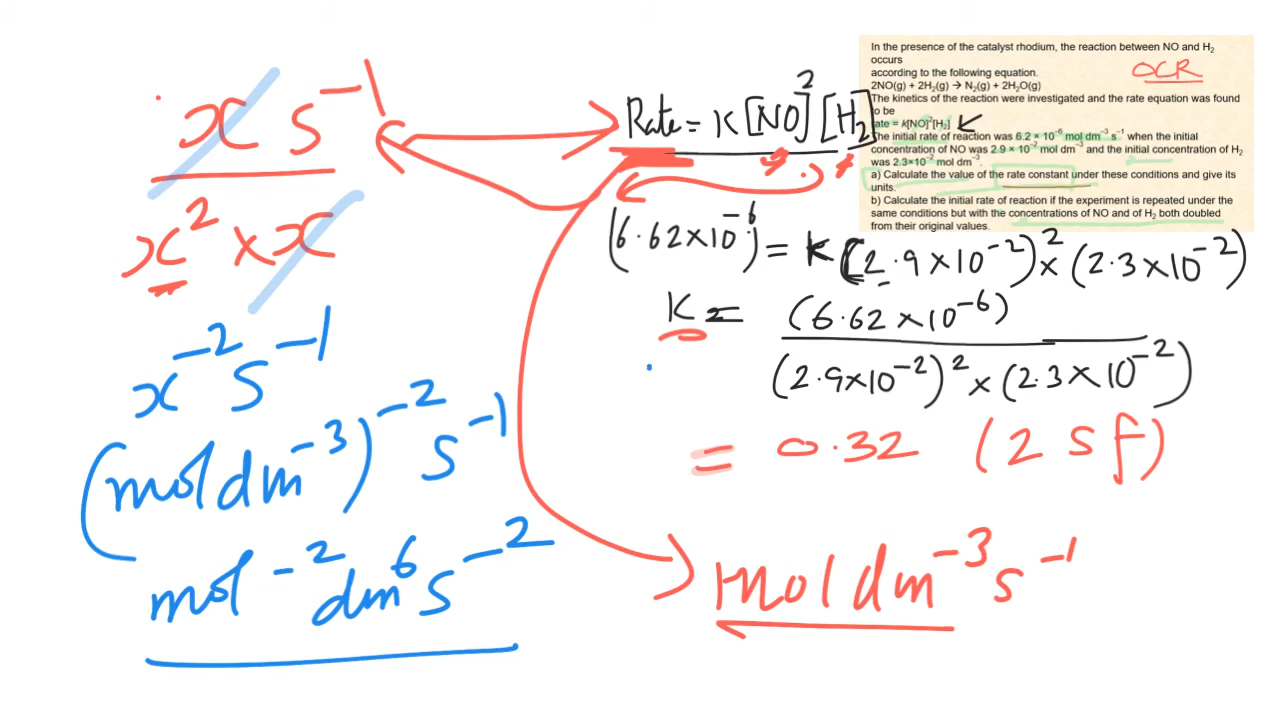 In the presence of the catalyst rhodium, the reaction between NO and H₂
occurs
according to the following equation.
2NO(g) + 2H₂(g) → N₂(g) + 2H₂O(g)
The kinetics of the reaction were investigated and the rate equation was found
to be
rate = k[NO]²[H₂]
The initial rate of reaction was 6.2 × 10⁻⁶ mol dm⁻³ s⁻¹ when the initial
concentration of NO was 2.9 × 10⁻² mol dm⁻³ and the initial concentration of H₂
was 2.3×10⁻² mol dm⁻³.
a) Calculate the value of the rate constant under these conditions and give its
units.
b) Calculate the initial rate of reaction if the experiment is repeated under the
same conditions but with the concentrations of NO and of H₂ both doubled
from their original values.
OCR
K
Rate = K [NO]² [H₂]
(6.62×10⁻⁶) = K (2.9×10⁻²)² × (2.3×10⁻²)
K = (6.62×10⁻⁶)
(2.9×10⁻²)² × (2.3×10⁻²)
= 0.32 (2 sf)
mol dm⁻³ s⁻¹
x s⁻¹
x² × x
x⁻² s⁻¹
(mol dm⁻³)⁻² s⁻¹
mol⁻² dm⁶ s⁻²